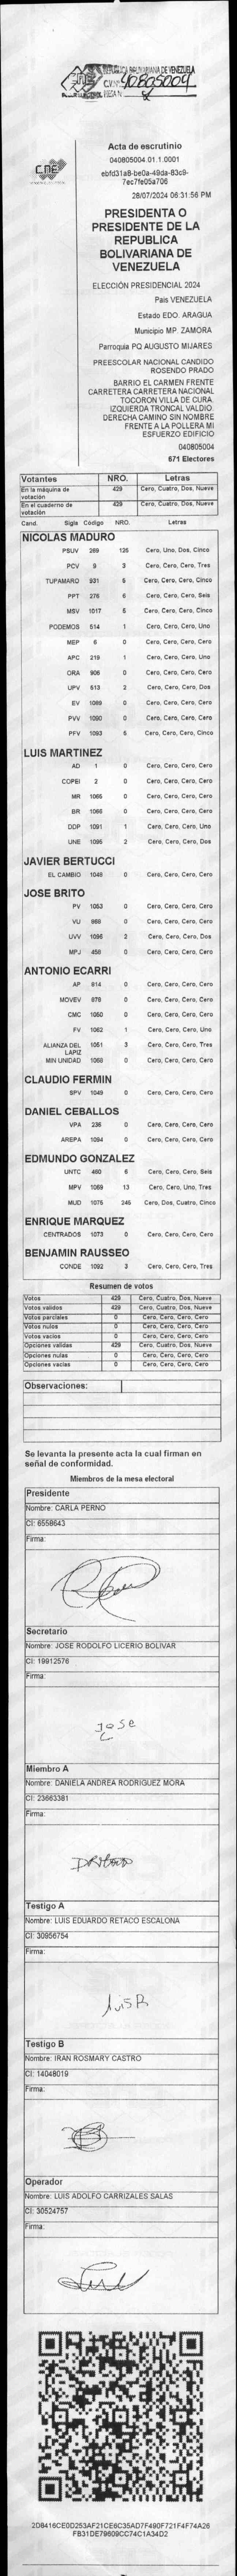 REPUBLICA BOLIVARIANA DE VENEZUELA
40805004
CNE
Acta de escrutinio
040805004.01.1.0001
ebfd31a8-be0a-49da-83c9-
7ec7fe05a706
28/07/2024 06:31:56 PM
PRESIDENTA O
PRESIDENTE DE LA
REPUBLICA
BOLIVARIANA DE
VENEZUELA
ELECCIÓN PRESIDENCIAL 2024
Pais VENEZUELA
Estado EDO. ARAGUA
Municipio MP. ZAMORA
Parroquia PQ AUGUSTO MIJARES
PREESCOLAR NACIONAL CANDIDO
ROSENDO PRADO
BARRIO EL CARMEN FRENTE
CARRETERA CARRETERA NACIONAL
TOCORON VILLA DE CURA.
IZQUIERDA TRONCAL VALDIO.
DERECHA CAMINO SIN NOMBRE
FRENTE A LA POLLERA MI
ESFUERZO EDIFICIO
040805004
671 Electores
Votantes NRO. Letras
En la máquina de votación 429 Cero, Cuatro, Dos, Nueve
En el cuaderno de votación 429 Cero, Cuatro, Dos, Nueve
Cand. Sigla Código NRO. Letras
NICOLAS MADURO
PSUV 269 125 Cero, Uno, Dos, Cinco
PCV 9 3 Cero, Cero, Cero, Tres
TUPAMARO 931 5 Cero, Cero, Cero, Cinco
PPT 276 6 Cero, Cero, Cero, Seis
MSV 1017 5 Cero, Cero, Cero, Cinco
PODEMOS 514 1 Cero, Cero, Cero, Uno
MEP 6 0 Cero, Cero, Cero, Cero
APC 219 1 Cero, Cero, Cero, Uno
ORA 906 0 Cero, Cero, Cero, Cero
UPV 513 2 Cero, Cero, Cero, Dos
EV 1089 0 Cero, Cero, Cero, Cero
PVV 1090 0 Cero, Cero, Cero, Cero
PFV 1093 5 Cero, Cero, Cero, Cinco
LUIS MARTINEZ
AD 1 0 Cero, Cero, Cero, Cero
COPEI 2 0 Cero, Cero, Cero, Cero
MR 1065 0 Cero, Cero, Cero, Cero
BR 1066 0 Cero, Cero, Cero, Cero
DDP 1091 1 Cero, Cero, Cero, Uno
UNE 1095 2 Cero, Cero, Cero, Dos
JAVIER BERTUCCI
EL CAMBIO 1048 0 Cero, Cero, Cero, Cero
JOSE BRITO
PV 1053 0 Cero, Cero, Cero, Cero
VU 868 0 Cero, Cero, Cero, Cero
UVV 1096 2 Cero, Cero, Cero, Dos
MPJ 458 0 Cero, Cero, Cero, Cero
ANTONIO ECARRI
AP 814 0 Cero, Cero, Cero, Cero
MOVEV 878 0 Cero, Cero, Cero, Cero
CMC 1050 0 Cero, Cero, Cero, Cero
FV 1062 1 Cero, Cero, Cero, Uno
ALIANZA DEL LAPIZ 1051 3 Cero, Cero, Cero, Tres
MIN UNIDAD 1058 0 Cero, Cero, Cero, Cero
CLAUDIO FERMIN
SPV 1049 0 Cero, Cero, Cero, Cero
DANIEL CEBALLOS
VPA 236 0 Cero, Cero, Cero, Cero
AREPA 1094 0 Cero, Cero, Cero, Cero
EDMUNDO GONZALEZ
UNTC 460 6 Cero, Cero, Cero, Seis
MPV 1069 13 Cero, Cero, Uno, Tres
MUD 1075 245 Cero, Dos, Cuatro, Cinco
ENRIQUE MARQUEZ
CENTRADOS 1073 0 Cero, Cero, Cero, Cero
BENJAMIN RAUSSEO
CONDE 1092 3 Cero, Cero, Cero, Tres
Resumen de votos
Votos 429 Cero, Cuatro, Dos, Nueve
Votos validos 429 Cero, Cuatro, Dos, Nueve
Votos parciales 0 Cero, Cero, Cero, Cero
Votos nulos 0 Cero, Cero, Cero, Cero
Votos vacios 0 Cero, Cero, Cero, Cero
Opciones validas 429 Cero, Cuatro, Dos, Nueve
Opciones nulas 0 Cero, Cero, Cero, Cero
Opciones vacias 0 Cero, Cero, Cero, Cero
Observaciones:
Se levanta la presente acta la cual firman en
señal de conformidad.
Miembros de la mesa electoral
Presidente
Nombre: CARLA PERNO
CI: 6558643
Firma:
Secretario
Nombre: JOSE RODOLFO LICERIO BOLIVAR
CI: 19912576
Firma:
Jose
Miembro A
Nombre: DANIELA ANDREA RODRIGUEZ MORA
CI: 23663381
Firma:
Testigo A
Nombre: LUIS EDUARDO RETACO ESCALONA
CI: 30956754
Firma:
LuisR
Testigo B
Nombre: IRAN ROSMARY CASTRO
CI: 14048019
Firma:
Operador
Nombre: LUIS ADOLFO CARRIZALES SALAS
CI: 30524757
Firma:
2D8416CE0D253AF21CE6C35AD7F490F721F4F74A26
FB31DE79609CC74C1A34D2